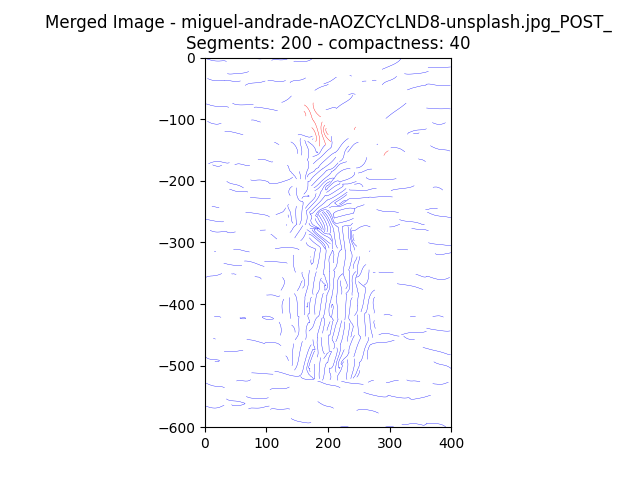 Merged Image - miguel-andrade-nAOZCYcLND8-unsplash.jpg_POST_
Segments: 200 - compactness: 40
0
−100
−200
−300
−400
−500
−600
0 100 200 300 400